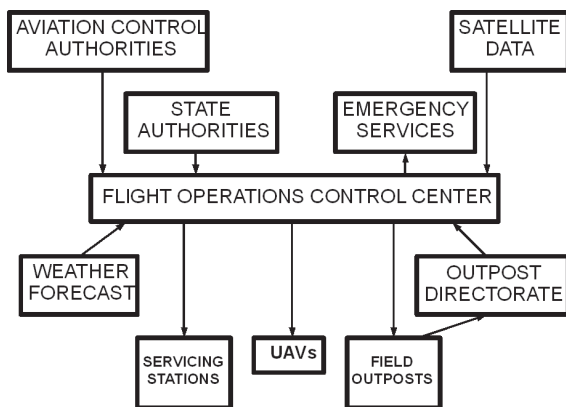 AVIATION CONTROL
AUTHORITIES
SATELLITE
DATA
STATE
AUTHORITIES
EMERGENCY
SERVICES
FLIGHT OPERATIONS CONTROL CENTER
WEATHER
FORECAST
OUTPOST
DIRECTORATE
SERVICING
STATIONS
UAVs
FIELD
OUTPOSTS